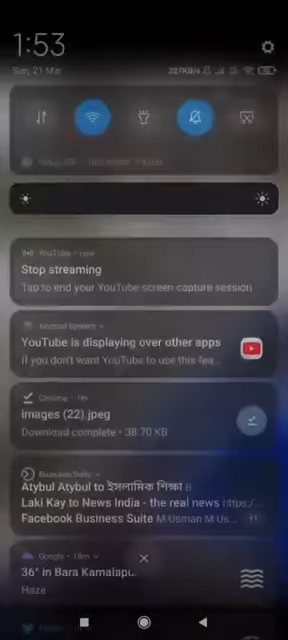 1:53
Sun, 21 Mar
YouTube • now
Stop streaming
Tap to end your YouTube screen capture session
Android System
YouTube is displaying over other apps
If you don't want YouTube to use this fea...
Chrome • 1m
images (22).jpeg
Download complete • 38.70 KB
Business Suite
Atybul Atybul to ইসলামিক শিক্ষা
Laki Kay to News India - the real news https:/...
Facebook Business Suite M Usman M Us...
Google • 18m
36° in Bara Kamalapu..
Haze